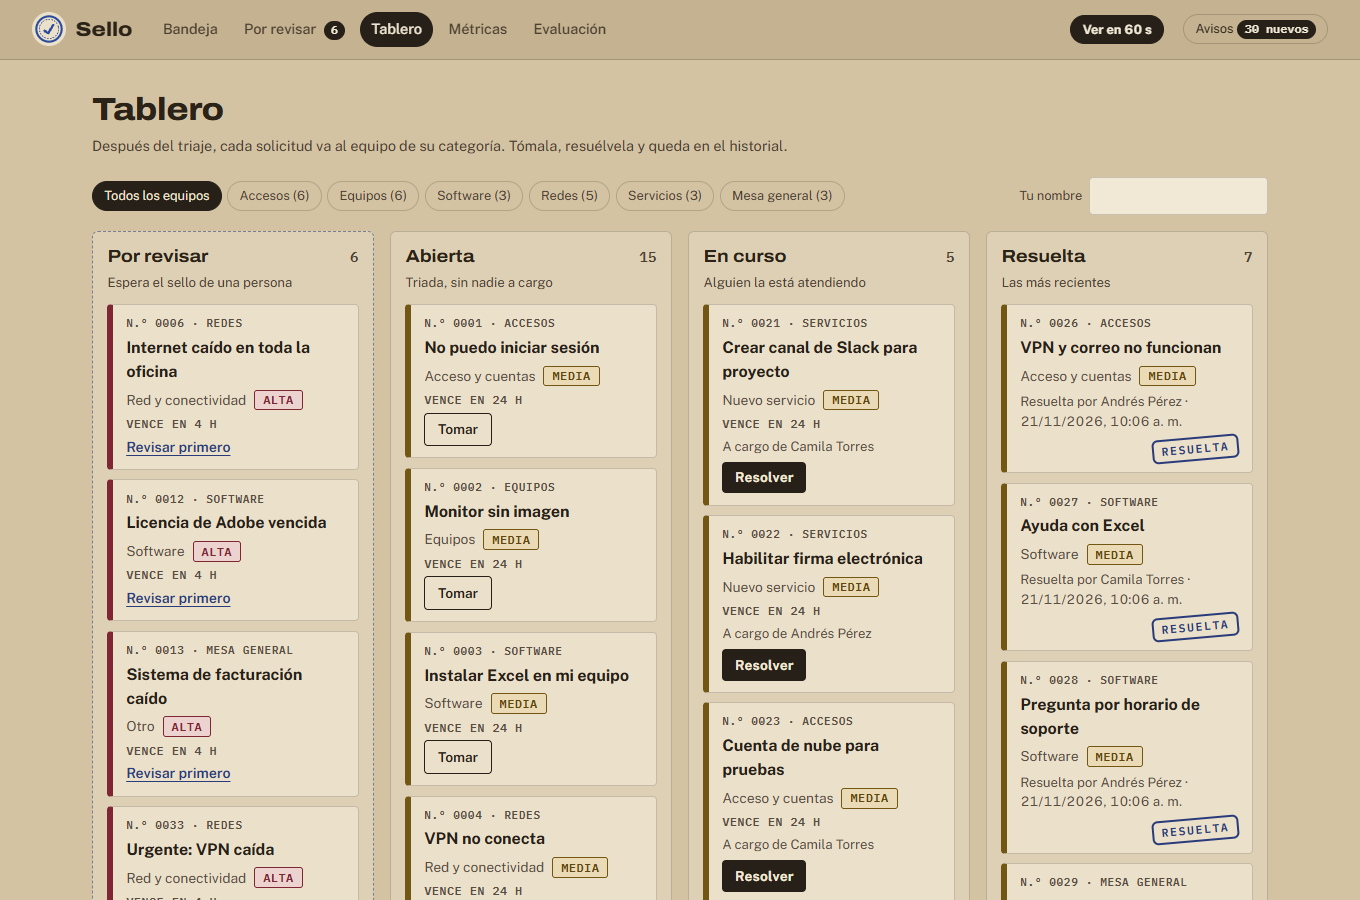 Sello
Bandeja
Por revisar 6
Tablero
Métricas
Evaluación
Ver en 60 s
Avisos 30 nuevos
Tablero
Después del triaje, cada solicitud va al equipo de su categoría. Tómala, resuélvela y queda en el historial.
Todos los equipos
Accesos (6)
Equipos (6)
Software (3)
Redes (5)
Servicios (3)
Mesa general (3)
Tu nombre
Por revisar 6
Espera el sello de una persona
N.º 0006 · REDES
Internet caído en toda la
oficina
Red y conectividad ALTA
VENCE EN 4 H
Revisar primero
N.º 0012 · SOFTWARE
Licencia de Adobe vencida
Software ALTA
VENCE EN 4 H
Revisar primero
N.º 0013 · MESA GENERAL
Sistema de facturación
caído
Otro ALTA
VENCE EN 4 H
Revisar primero
N.º 0033 · REDES
Urgente: VPN caída
Red y conectividad ALTA
Abierta 15
Triada, sin nadie a cargo
N.º 0001 · ACCESOS
No puedo iniciar sesión
Acceso y cuentas MEDIA
VENCE EN 24 H
Tomar
N.º 0002 · EQUIPOS
Monitor sin imagen
Equipos MEDIA
VENCE EN 24 H
Tomar
N.º 0003 · SOFTWARE
Instalar Excel en mi equipo
Software MEDIA
VENCE EN 24 H
Tomar
N.º 0004 · REDES
VPN no conecta
Red y conectividad MEDIA
VENCE EN 24 H
En curso 5
Alguien la está atendiendo
N.º 0021 · SERVICIOS
Crear canal de Slack para
proyecto
Nuevo servicio MEDIA
VENCE EN 24 H
A cargo de Camila Torres
Resolver
N.º 0022 · SERVICIOS
Habilitar firma electrónica
Nuevo servicio MEDIA
VENCE EN 24 H
A cargo de Andrés Pérez
Resolver
N.º 0023 · ACCESOS
Cuenta de nube para
pruebas
Acceso y cuentas MEDIA
VENCE EN 24 H
A cargo de Camila Torres
Resolver
Resuelta 7
Las más recientes
N.º 0026 · ACCESOS
VPN y correo no funcionan
Acceso y cuentas MEDIA
Resuelta por Andrés Pérez ·
21/11/2026, 10:06 a. m.
RESUELTA
N.º 0027 · SOFTWARE
Ayuda con Excel
Software MEDIA
Resuelta por Camila Torres ·
21/11/2026, 10:06 a. m.
RESUELTA
N.º 0028 · SOFTWARE
Pregunta por horario de
soporte
Software MEDIA
Resuelta por Andrés Pérez ·
21/11/2026, 10:06 a. m.
RESUELTA
N.º 0029 · MESA GENERAL